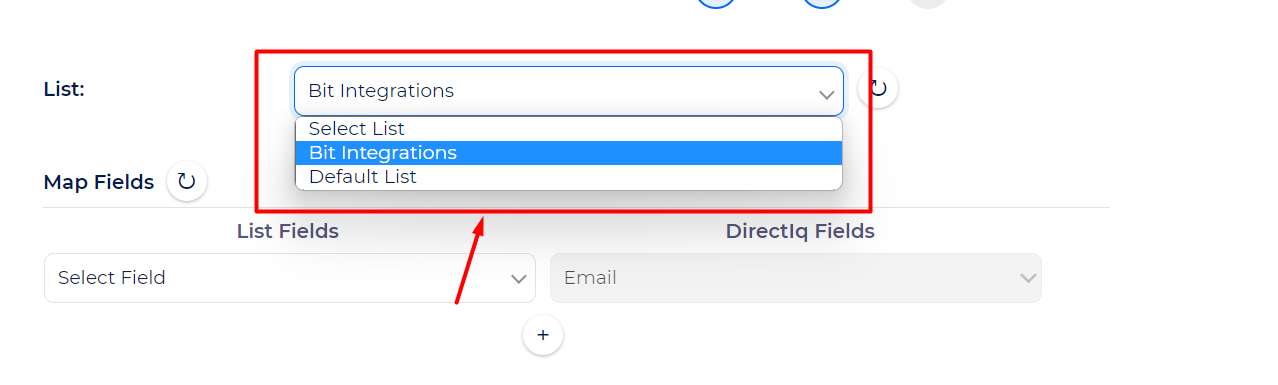 List:
Bit Integrations
Select List
Bit Integrations
Default List
Map Fields
List Fields
DirectIq Fields
Select Field
Email
+